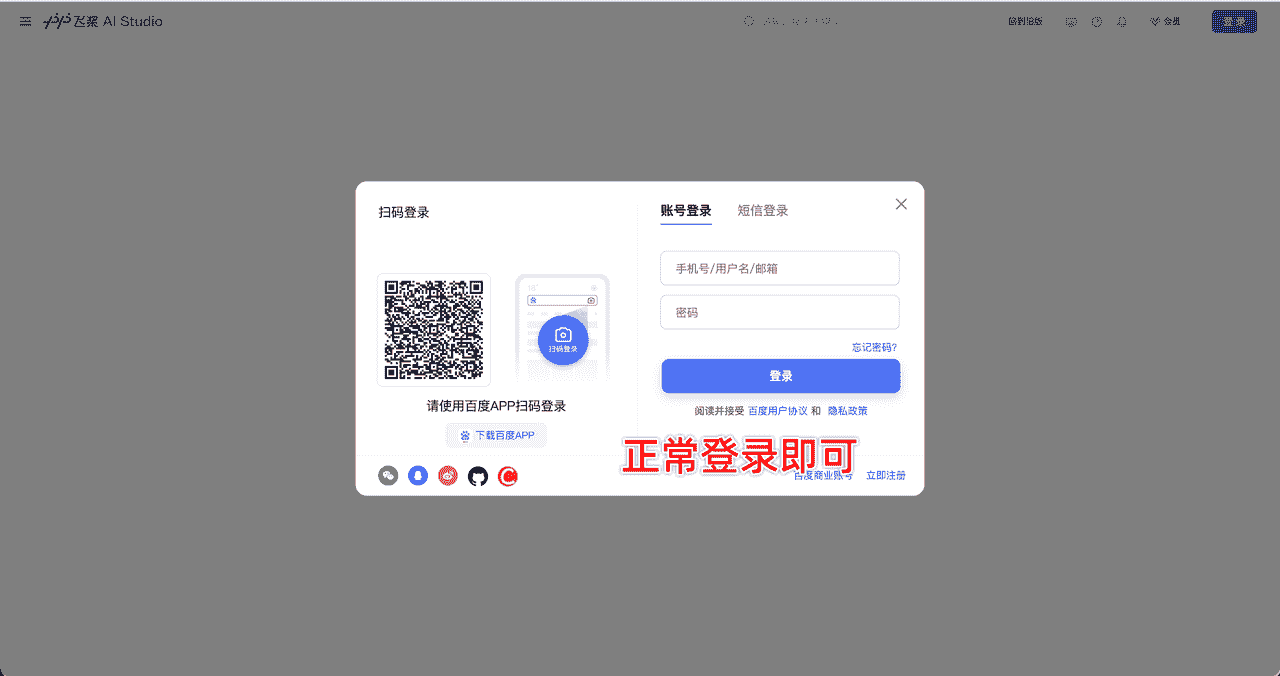 飞桨 AI Studio
回到旧版
会员
登录
扫码登录
扫码登录
请使用百度APP扫码登录
下载百度APP
账号登录
短信登录
手机号/用户名/邮箱
密码
忘记密码?
登录
阅读并接受 百度用户协议 和 隐私政策
正常登录即可
百度商业账号
立即注册